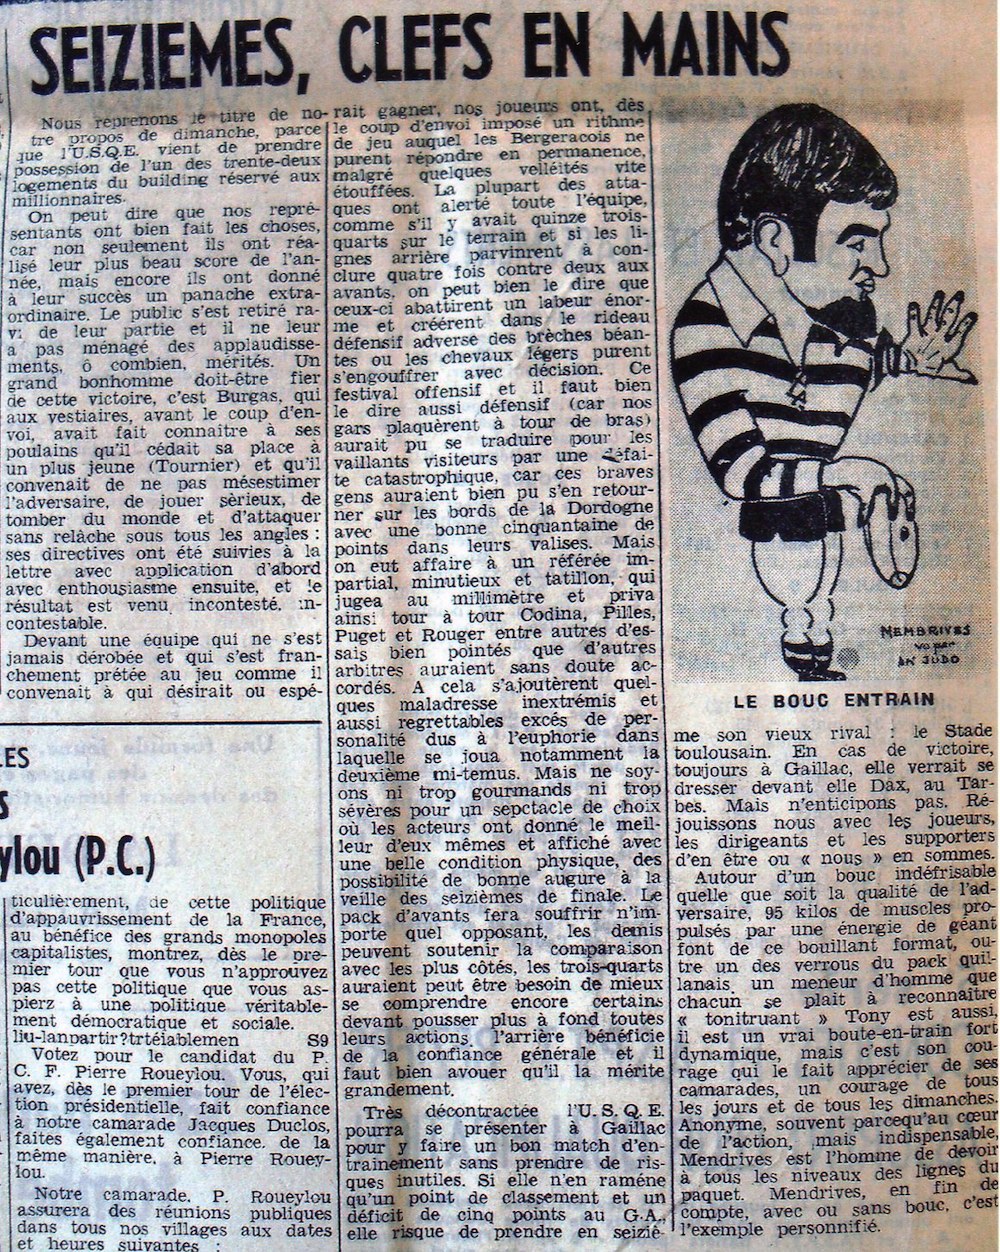 SEIZIEMES, CLEFS EN MAINS
Nous reprenons le titre de no-
tre propos de dimanche, parce
que l'U.S.Q.E. vient de prendre
possession de l'un des trente-deux
logements du building réservé aux
millionnaires.
On peut dire que nos repré-
sentants ont bien fait les choses,
car non seulement ils ont réa-
lisé leur plus beau score de l'an-
née, mais encore ils ont donné
à leur succès un panache extra-
ordinaire. Le public s'est retiré ra-
vi de leur partie et il ne leur
a pas ménagé des applaudisse-
ments, ô combien, mérités. Un
grand bonhomme doit-être fier
de cette victoire, c'est Burgas, qui
aux vestiaires, avant le coup d'en-
voi, avait fait connaitre à ses
poulains qu'il cédait sa place à
un plus jeune (Tournier) et qu'il
convenait de ne pas mésestimer
l'adversaire, de jouer sèrieux, de
tomber du monde et d'attaquer
sans relâche sous tous les angles :
ses directives ont été suivies à la
lettre avec application d'abord
avec enthousiasme ensuite, et le
résultat est venu, incontesté, in-
contestable.
Devant une équipe qui ne s'est
jamais dérobée et qui s'est fran-
chement prétée au jeu comme il
convenait à qui désirait ou espé-
rait gagner, nos joueurs ont, dès
le coup d'envoi imposé un rithme
de jeu auquel les Bergeracois ne
purent répondre en permanence,
malgré quelques velléités vite
étouffées. La plupart des atta-
ques ont alerté toute l'équipe,
comme s'il y avait quinze trois-
quarts sur le terrain et si les li-
gnes arrière parvinrent à con-
clure quatre fois contre deux aux
avants, on peut bien le dire que
ceux-ci abattirent un labeur énor-
me et créérent dans le rideau
défensif adverse des brèches béan-
tes ou les chevaux légers purent
s'engouffrer avec décision. Ce
festival offensif et il faut bien
le dire aussi défensif (car nos
gars plaquèrent à tour de bras)
aurait pu se traduire pour les
vaillants visiteurs par une défai-
te catastrophique, car ces braves
gens auraient bien pu s'en retour-
ner sur les bords de la Dordogne
avec une bonne cinquantaine de
points dans leurs valises. Mais
on eut affaire à un référée im-
partial, minutieux et tatillon, qui
jugea au millimètre et priva
ainsi tour à tour Codina, Pilles,
Puget et Rouger entre autres d'es-
sais bien pointés que d'autres
arbitres auraient sans doute ac-
cordés. A cela s'ajoutèrent quel-
ques maladresse inextrémis et
aussi regrettables excés de per-
sonalité dus à l'euphorie dans
laquelle se joua notamment la
deuxième mi-temus. Mais ne soy-
ons ni trop gourmands ni trop
sévères pour un sepctacle de choix
où les acteurs ont donné le meil-
leur d'eux mêmes et affiché avec
une belle condition physique, des
possibilité de bonne augure à la
veille des seizièmes de finale. Le
pack d'avants fera souffrir n'im-
porte quel opposant, les demis
peuvent soutenir la comparaison
avec les plus côtés, les trois-quarts
auraient peut être besoin de mieux
se comprendre encore certains
devant pousser plus à fond toutes
leurs actions, l'arrière bénéficie
de la confiance générale et il
faut bien avouer qu'il la mérite
grandement.
Très décontractée l'U.S.Q.E.
pourra se présenter à Gaillac
pour y faire un bon match d'en-
trainement sans prendre de ris-
ques inutiles. Si elle n'en raméne
qu'un point de classement et un
déficit de cinq points au G.A.,
elle risque de prendre en seiziè-
MEMBRIVES
vu par
AN JUDO
LE BOUC ENTRAIN
me son vieux rival : le Stade
toulousain. En cas de victoire,
toujours à Gaillac, elle verrait se
dresser devant elle Dax, au Tar-
bes. Mais n'enticipons pas. Ré-
jouissons nous avec les joueurs,
les dirigeants et les supporters
d'en être ou « nous » en sommes.
Autour d'un bouc indéfrisable
quelle que soit la qualité de l'ad-
versaire, 95 kilos de muscles pro-
pulsés par une énergie de géant
font de ce bouillant format, ou-
tre un des verrous du pack quil-
lanais, un meneur d'homme que
chacun se plait à reconnaître
« tonitruant » Tony est aussi,
il est un vrai boute-en-train fort
dynamique, mais c'est son cou-
rage qui le fait apprécier de ses
camarades, un courage de tous
les jours et de tous les dimanches.
Anonyme, souvent parcequ'au cœur
de l'action, mais indispensable,
Mendrives est l'homme de devoir
à tous les niveaux des lignes du
paquet. Mendrives, en fin de
compte, avec ou sans bouc, c'est
l'exemple personnifié.
LES
S
ylou (P.C.)
ticulièrement, de cette politique
d'appauvrissement de la France,
au bénéfice des grands monopoles
capitalistes, montrez, dès le pre-
mier tour que vous n'approuvez
pas cette politique que vous as-
pierz à une politique véritable-
ment démocratique et sociale.
liu-lanpartir?trtéiablemen S9
Votez pour le candidat du P.
C. F. Pierre Roueylou. Vous, qui
avez, dès le premier tour de l'élec-
tion présidentielle, fait confiance
à notre camarade Jacques Duclos,
faites également confiance, de la
même manière, à Pierre Rouey-
lou.
Notre camarade, P. Roueylou
assurera des réunions publiques
dans tous nos villages aux dates
et heures suivantes :